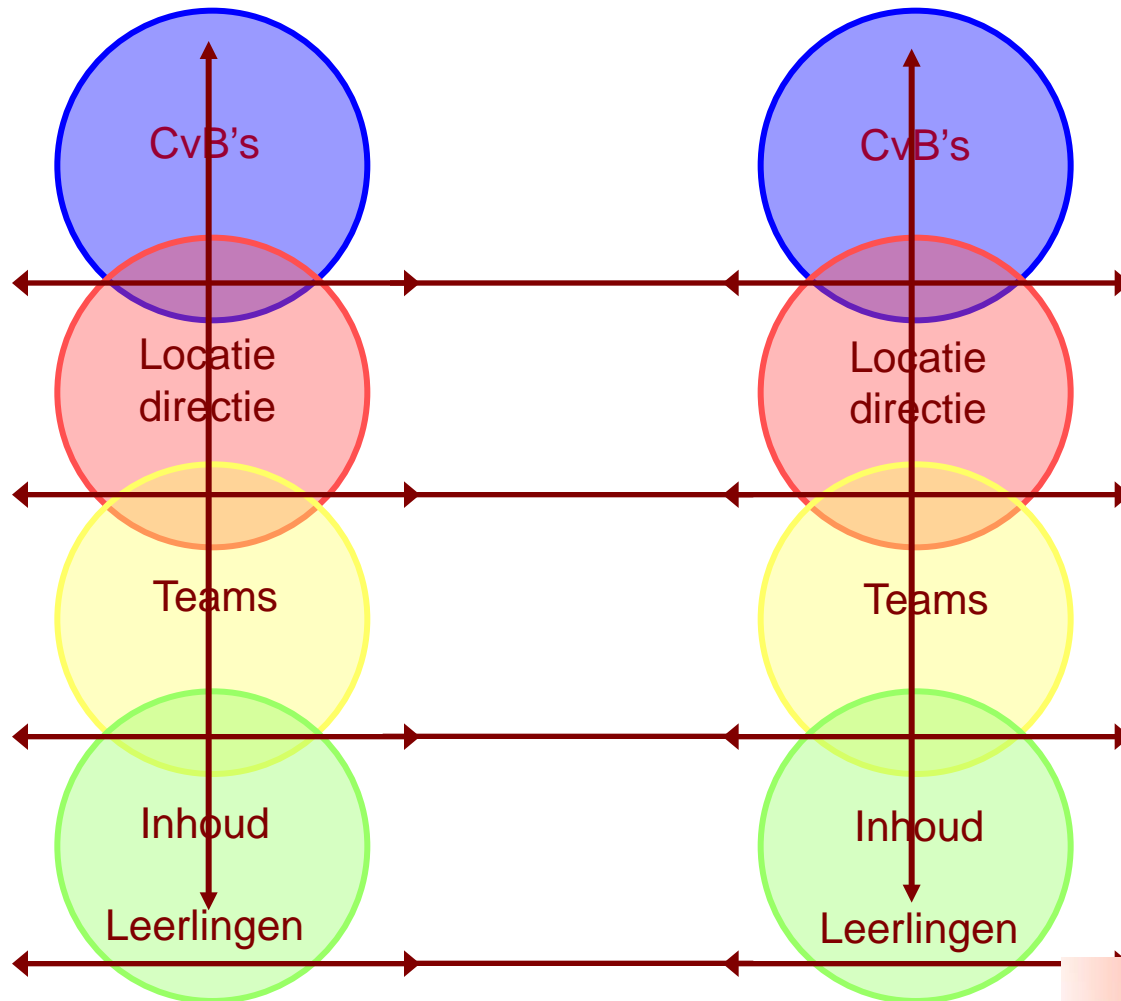 CvB's
CvB's
Locatie
directie
Locatie
directie
Teams
Teams
Inhoud
Inhoud
Leerlingen
Leerlingen